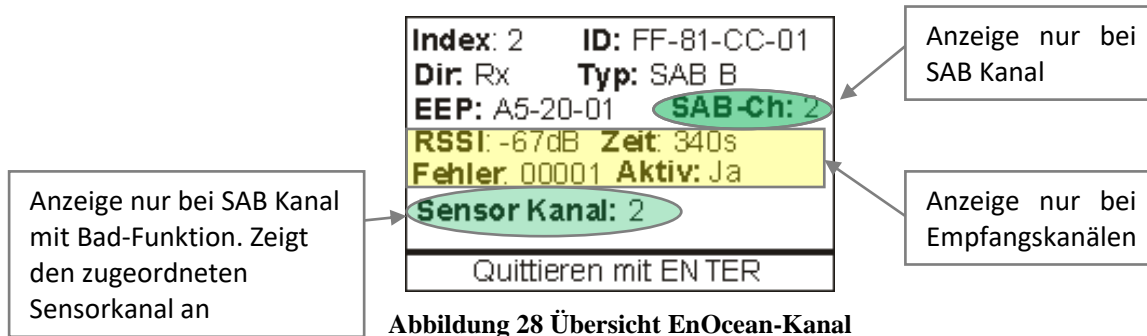 Index: 2 ID: FF-81-CC-01
Dir: Rx Typ: SAB B
EEP: A5-20-01 SAB-Ch: 2
RSSI: -67dB Zeit: 340s
Fehler: 00001 Aktiv: Ja
Sensor Kanal: 2
Quittieren mit ENTER
Anzeige nur bei
SAB Kanal
Anzeige nur bei
Empfangskanälen
Anzeige nur bei SAB Kanal
mit Bad-Funktion. Zeigt
den zugeordneten
Sensorkanal an
Abbildung 28 Übersicht EnOcean-Kanal